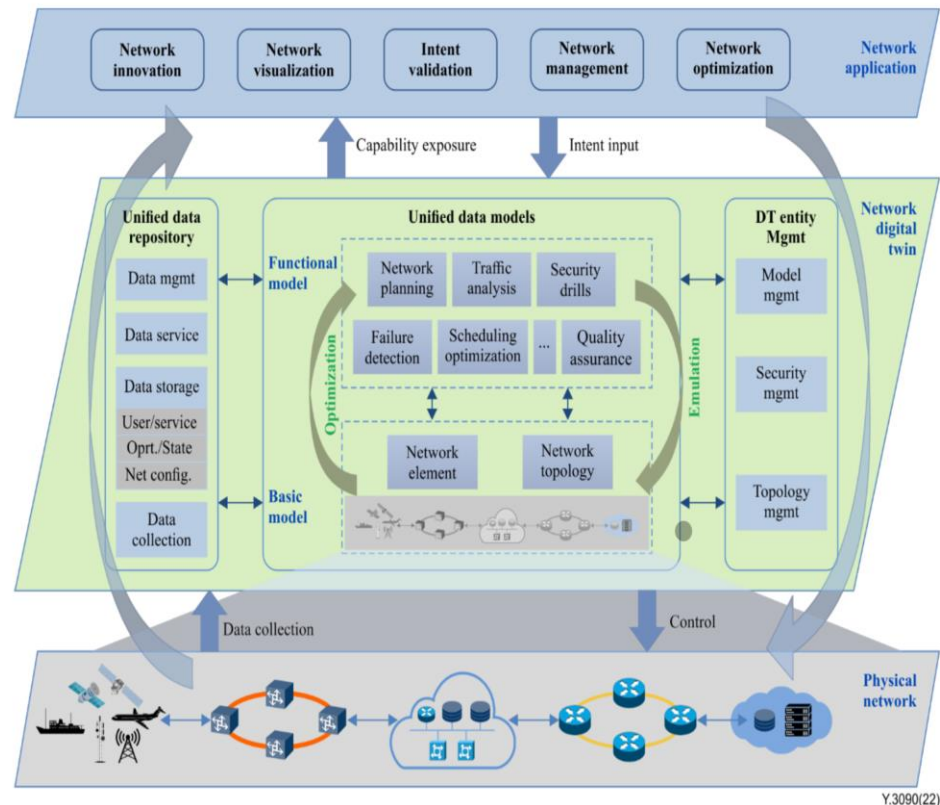 Network
innovation
Network
visualization
Intent
validation
Network
management
Network
optimization
Network
application
Capability exposure
Intent input
Unified data
repository
Data mgmt
Data service
Data storage
User/service
Oprt./State
Net config.
Data
collection
Unified data models
Functional
model
Basic
model
Optimization
Network
planning
Traffic
analysis
Security
drills
Failure
detection
Scheduling
optimization
...
Quality
assurance
Emulation
Network
element
Network
topology
DT entity
Mgmt
Model
mgmt
Security
mgmt
Topology
mgmt
Network
digital
twin
Data collection
Control
Physical
network
Y.3090(22)